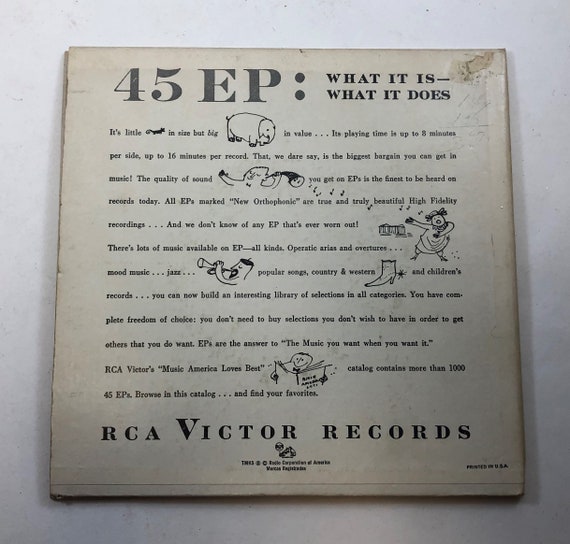 45 EP: WHAT IT IS—
WHAT IT DOES
It's little in size but big in value . . . Its playing time is up to 8 minutes
per side, up to 16 minutes per record. That, we dare say, is the biggest bargain you can get in
music! The quality of sound you get on EPs is the finest to be heard on
records today. All EPs marked "New Orthophonic" are true and truly beautiful High Fidelity
recordings . . . And we don't know of any EP that's ever worn out!
There's lots of music available on EP—all kinds. Operatic arias and overtures . . .
mood music . . . jazz . . . popular songs, country & western and children's
records . . . you can now build an interesting library of selections in all categories. You have com-
plete freedom of choice: you don't need to buy selections you don't wish to have in order to get
others that you do want. EPs are the answer to "The Music you want when you want it."
RCA Victor's "Music America Loves Best" catalog contains more than 1000
45 EPs. Browse in this catalog . . . and find your favorites.
RCA VICTOR RECORDS
TMKS ® © Radio Corporation of America
Marcas Registradas
PRINTED IN U.S.A.